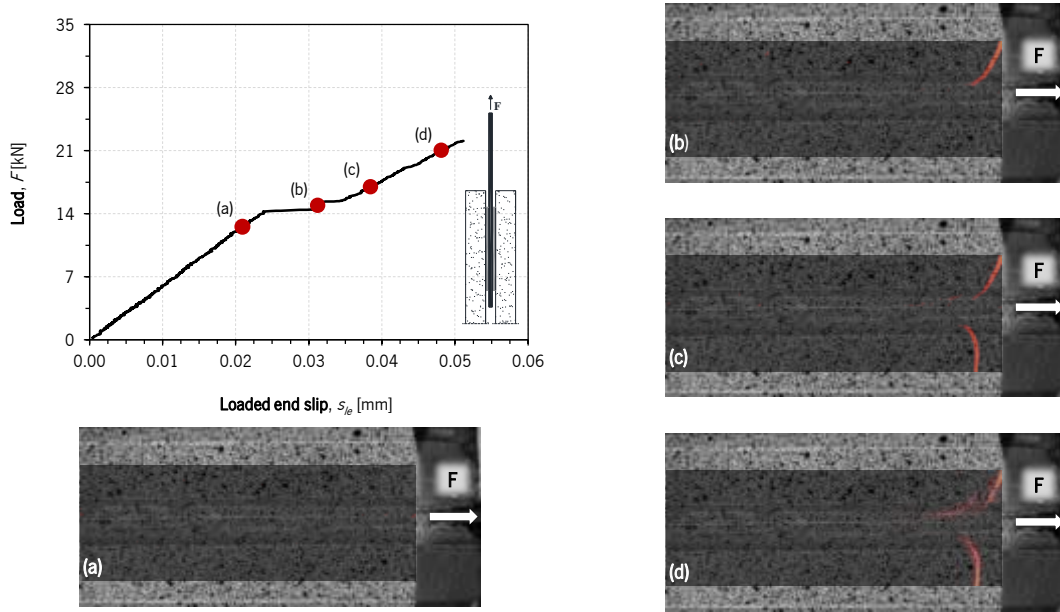 35
28
21
14
7
0
Load, F [kN]
(a)
(b)
(c)
(d)
F
0.00 0.01 0.02 0.03 0.04 0.05 0.06
Loaded end slip, sle [mm]
F
(a)
F
(b)
F
(c)
F
(d)